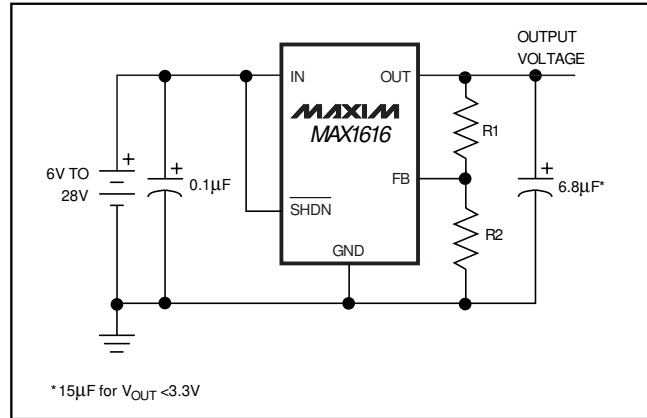 OUTPUT
VOLTAGE
IN
OUT
MAXIM
MAX1616
R1
6V TO
28V
+
+
0.1μF
FB
+
6.8μF*
SHDN
R2
GND
*15μF for VOUT <3.3V